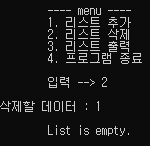 ---- menu ----
1. 리스트 추가
2. 리스트 삭제
3. 리스트 출력
4. 프로그램 종료
입력 --> 2
삭제할 데이터 : 1
List is empty.